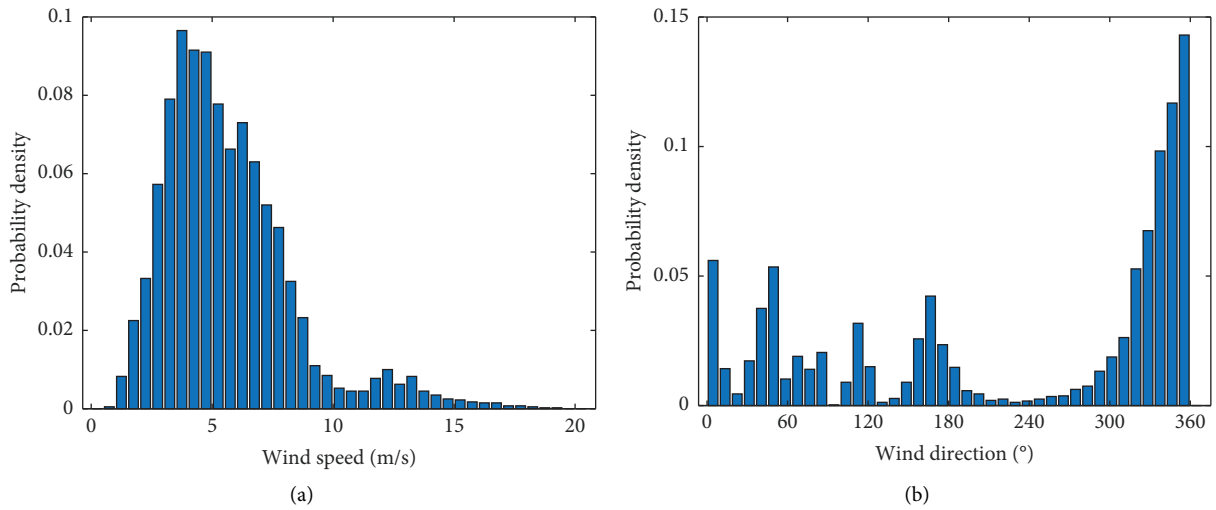 0.1
0.08
0.06
0.04
0.02
0
Probability density
0 5 10 15 20
Wind speed (m/s)
(a)
0.15
0.1
0.05
0
Probability density
0 60 120 180 240 300 360
Wind direction (°)
(b)